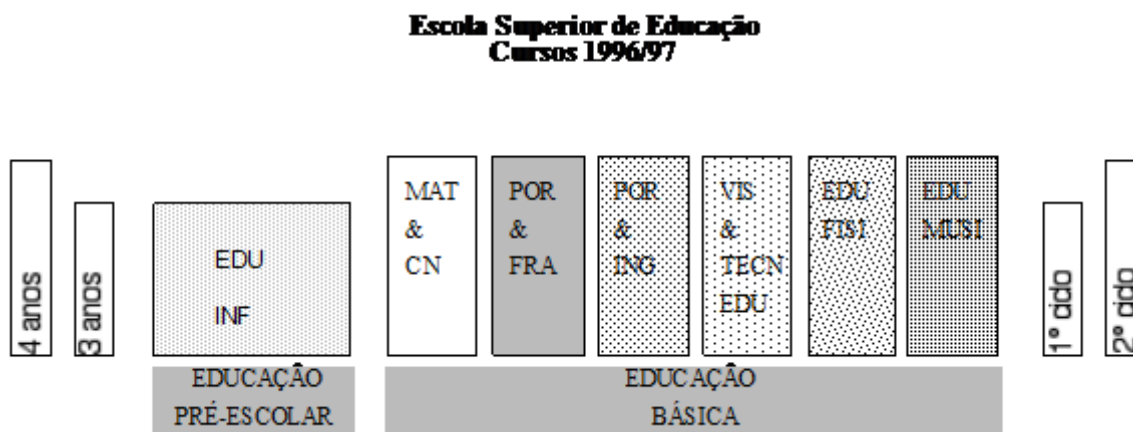 Escola Superior de Educação
Cursos 1996/97
4 anos
3 anos
EDU
INF
MAT
&
CN
POR
&
FRA
POR
&
ING
VIS
&
TECN
EDU
EDU
FISI
EDU
MUSI
1º ciclo
2º ciclo
EDUCAÇÃO
PRÉ-ESCOLAR
EDUCAÇÃO
BÁSICA